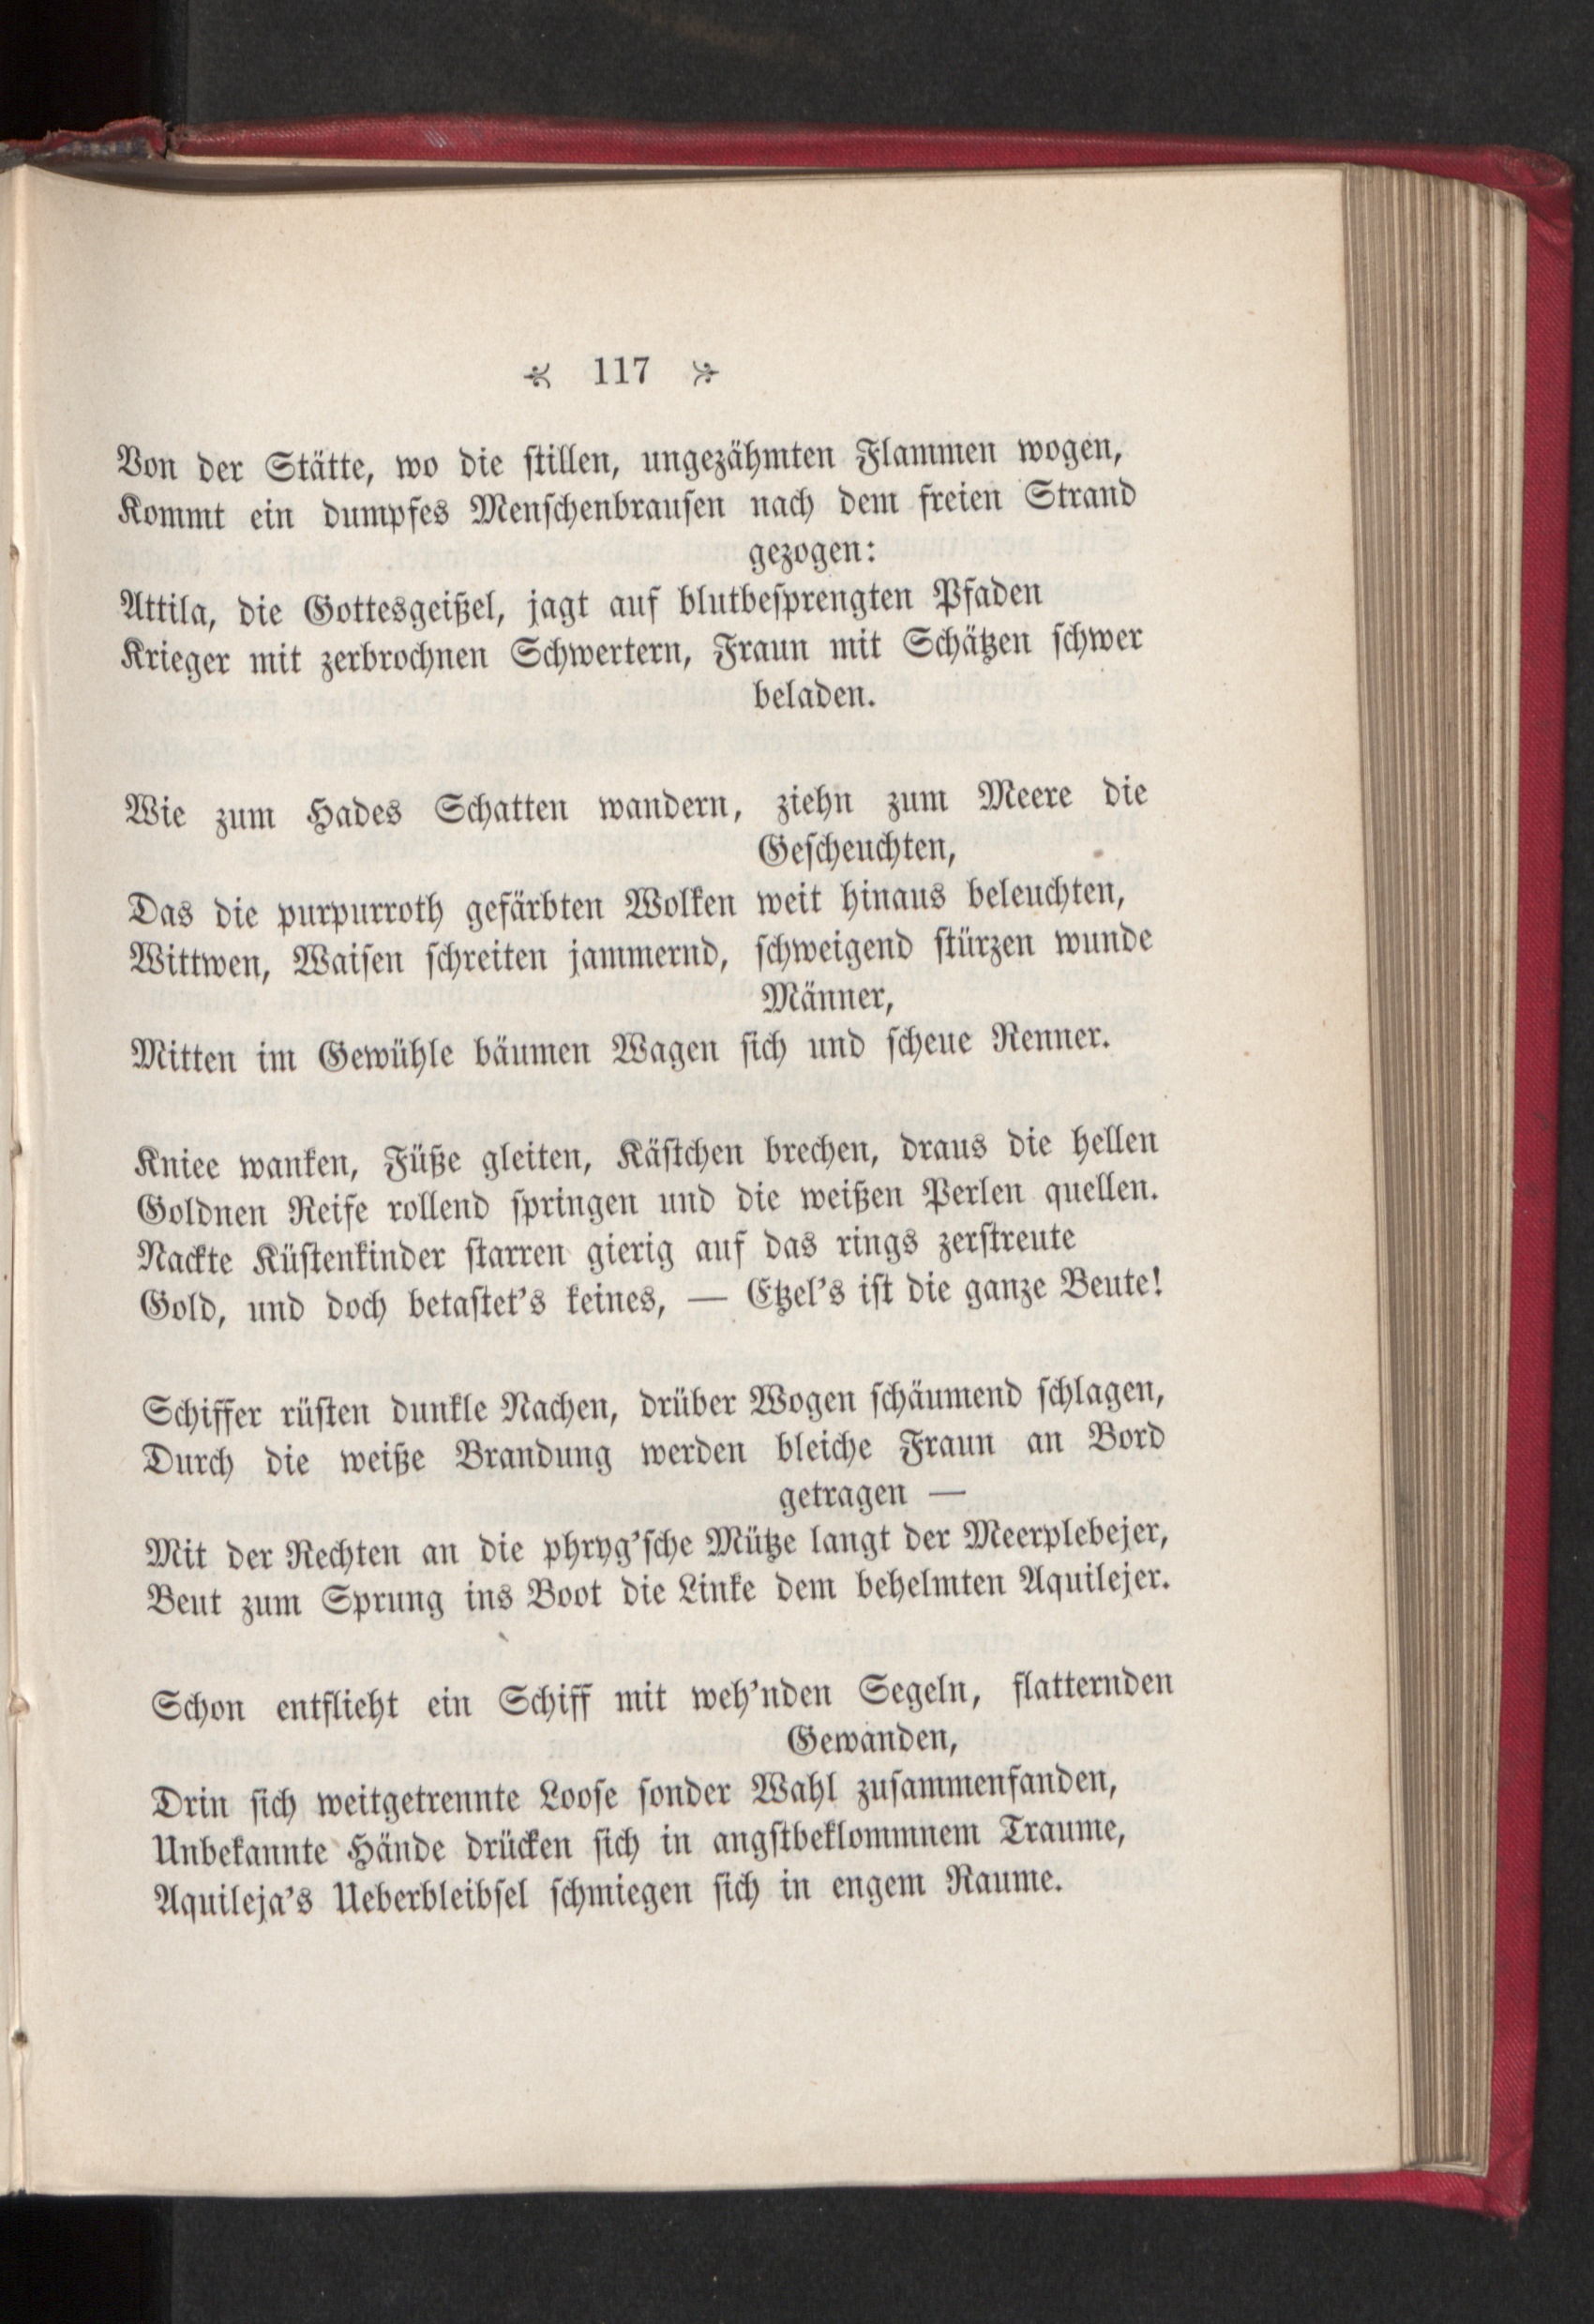 117
Von der Stätte, wo die stillen, ungezähmten Flammen wogen,
Kommt ein dumpfes Menschenbrausen nach dem freien Strand
gezogen:
Attila, die Gottesgeißel, jagt auf blutbesprengten Pfaden
Krieger mit zerbrochnen Schwertern, Fraun mit Schätzen schwer
beladen.
Wie zum Hades Schatten wandern, ziehn zum Meere die
Gescheuchten,
Das die purpurroth gefärbten Wolken weit hinaus beleuchten,
Wittwen, Waisen schreiten jammernd, schweigend stürzen wunde
Männer,
Mitten im Gewühle bäumen Wagen sich und scheue Renner.
Kniee wanken, Füße gleiten, Kästchen brechen, draus die hellen
Goldnen Reife rollend springen und die weißen Perlen quellen.
Nackte Küstenkinder starren gierig auf das rings zerstreute
Gold, und doch betastet's keines, — Etzel's ist die ganze Beute!
Schiffer rüsten dunkle Nachen, drüber Wogen schäumend schlagen,
Durch die weiße Brandung werden bleiche Fraun an Bord
getragen —
Mit der Rechten an die phryg'sche Mütze langt der Meerplebejer,
Beut zum Sprung ins Boot die Linke dem behelmten Aquilejer.
Schon entflieht ein Schiff mit weh'nden Segeln, flatternden
Gewanden,
Drin sich weitgetrennte Loose sonder Wahl zusammenfanden,
Unbekannte Hände drücken sich in angstbeklommnem Traume,
Aquileja's Ueberbleibsel schmiegen sich in engem Raume.